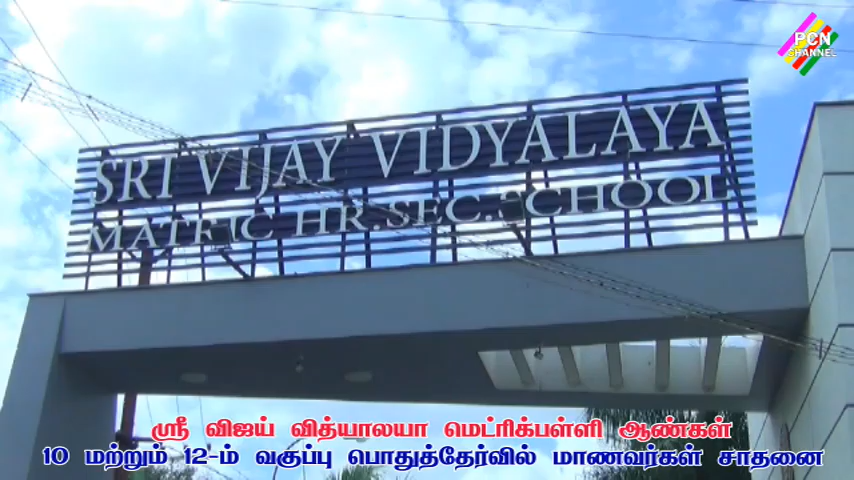 PCN
CHANNEL
SRI VIJAY VIDYALAYA
MATRIC HR.SEC.SCHOOL
ஸ்ரீ விஜய் வித்யாலயா மெட்ரிக்பள்ளி ஆண்கள்
10 மற்றும் 12-ம் வகுப்பு பொதுத்தேர்வில் மாணவர்கள் சாதனை